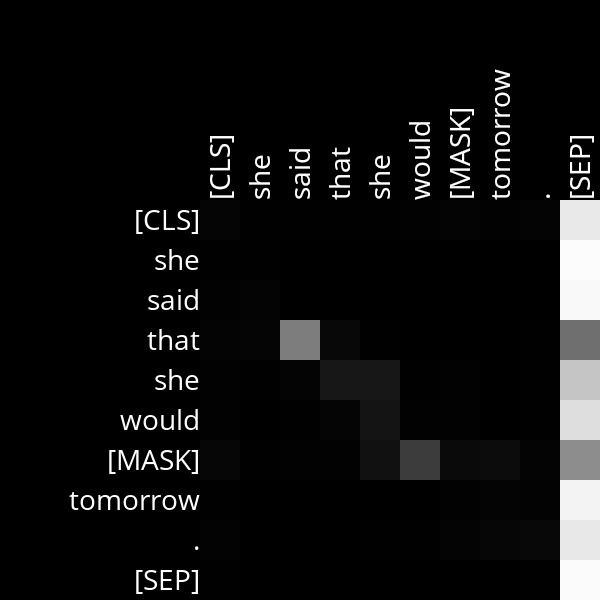 [CLS]
she
said
that
she
would
[MASK]
tomorrow
.
[SEP]
[CLS]
she
said
that
she
would
[MASK]
tomorrow
.
[SEP]